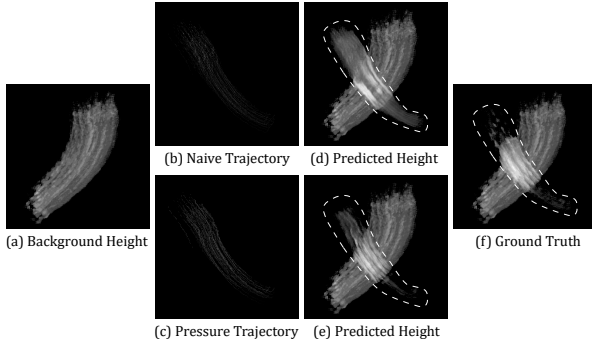 (b) Naive Trajectory
(d) Predicted Height
(a) Background Height
(f) Ground Truth
(c) Pressure Trajectory
(e) Predicted Height